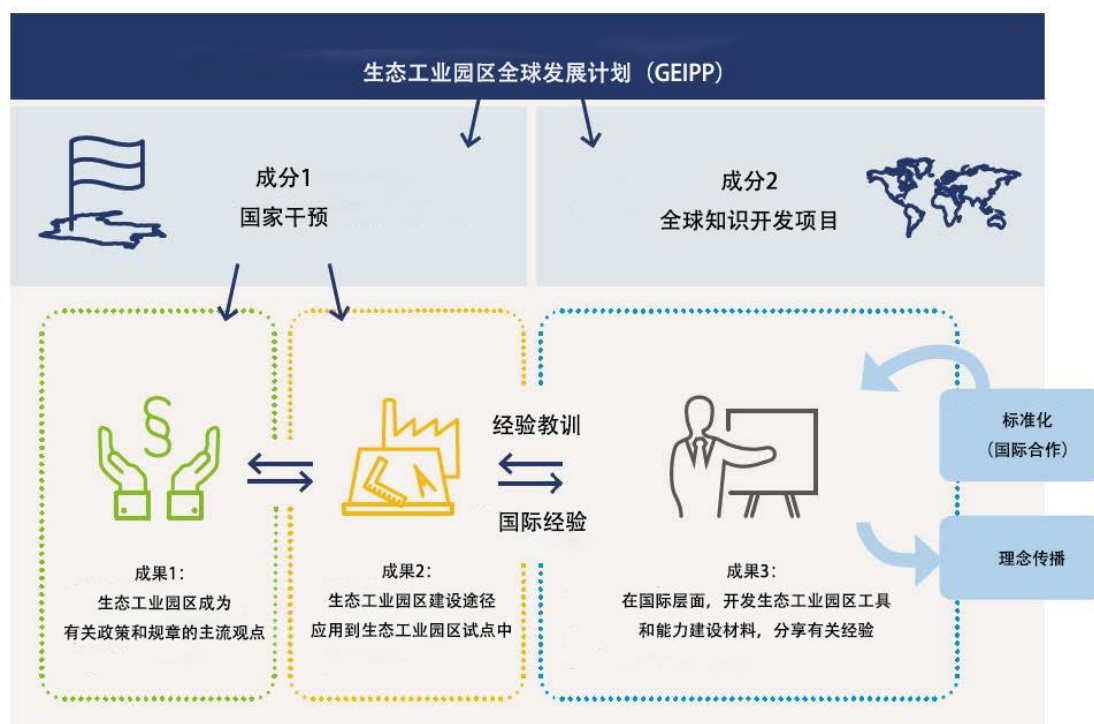 生态工业园区全球发展计划（GEIPP）
成分1
国家干预
成分2
全球知识开发项目
经验教训
国际经验
标准化
（国际合作）
理念传播
成果1：
生态工业园区成为
有关政策和规章的主流观点
成果2：
生态工业园区建设途径
应用到生态工业园区试点中
成果3：
在国际层面，开发生态工业园区工具
和能力建设材料，分享有关经验